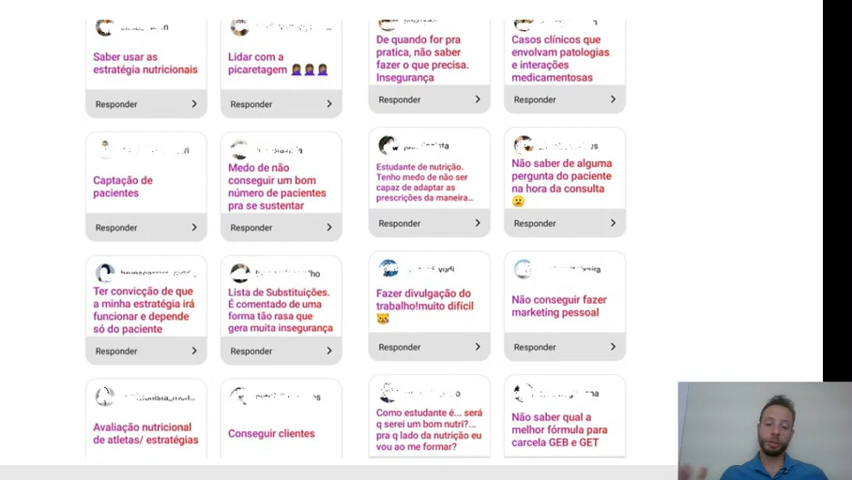 Saber usar as
estratégia nutricionais
Responder
Lidar com a
picaretagem
Responder
De quando for pra
pratica, não saber
fazer o que precisa.
Insegurança
Responder
Casos clínicos que
envolvam patologias
e interações
medicamentosas
Responder
Captação de
pacientes
Responder
Medo de não
conseguir um bom
número de pacientes
pra se sustentar
Responder
Estudante de nutrição.
Tenho medo de não ser
capaz de adaptar as
prescrições da maneira...
Responder
Não saber de alguma
pergunta do paciente
na hora da consulta
Responder
Ter convicção de que
a minha estratégia irá
funcionar e depende
só do paciente
Responder
Lista de Substituições.
É comentado de uma
forma tão rasa que
gera muita insegurança
Responder
Fazer divulgação do
trabalho!muito difícil
Responder
Não conseguir fazer
marketing pessoal
Responder
Avaliação nutricional
de atletas/ estratégias
Conseguir clientes
Como estudante é... será
q serei um bom nutri?...
pra q lado da nutrição eu
vou ao me formar?
Não saber qual a
melhor fórmula para
carcela GEB e GET